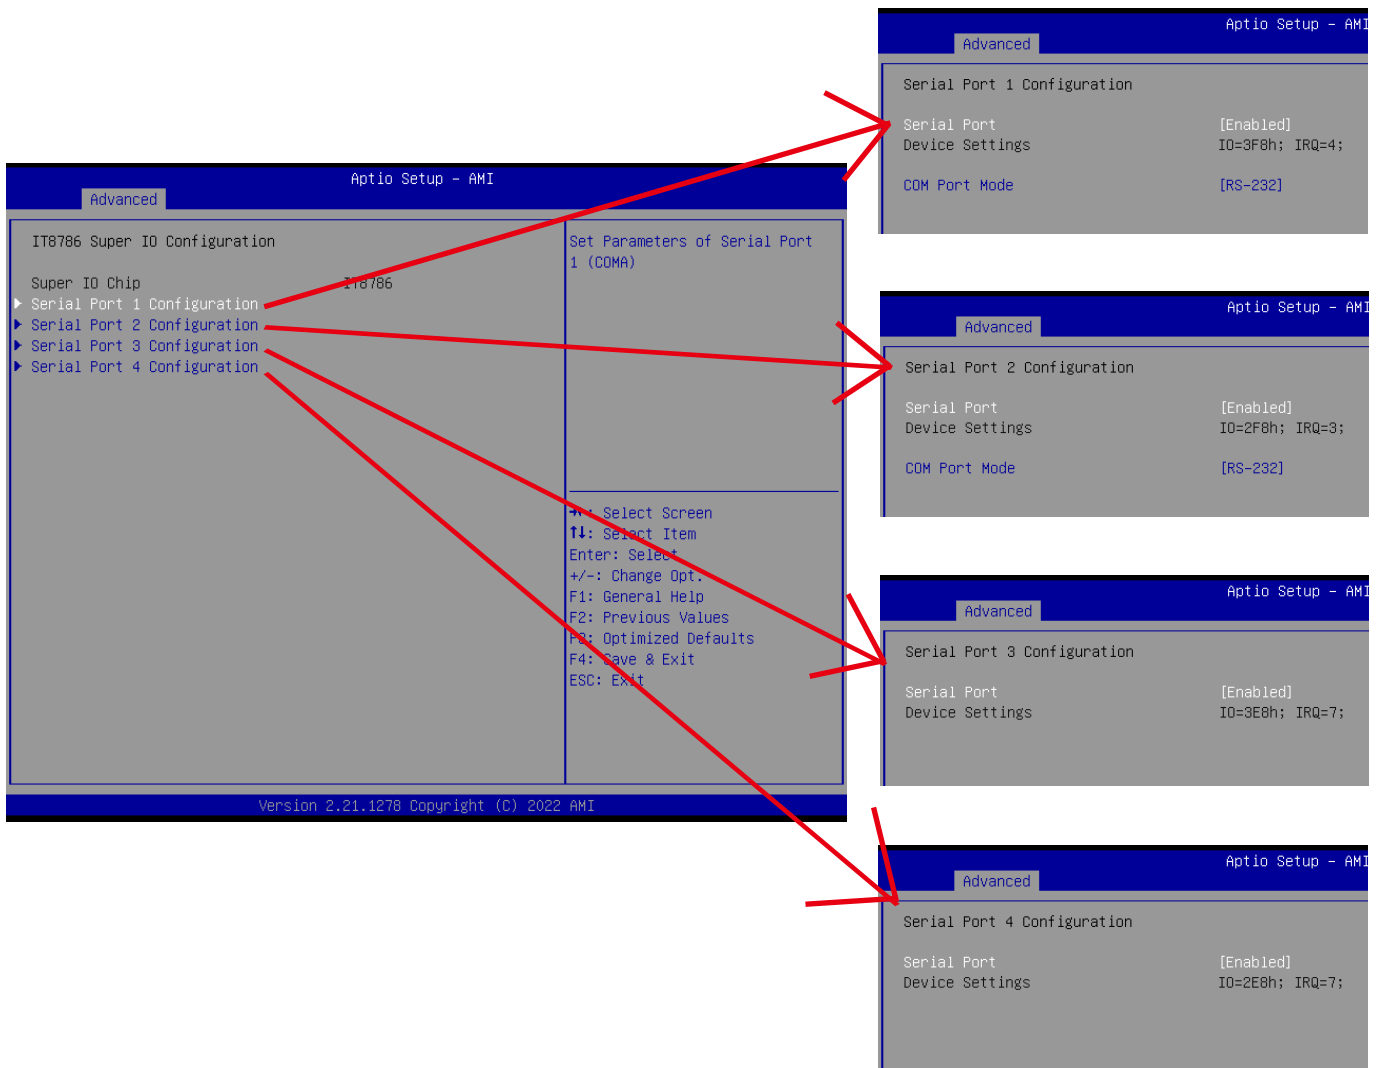 Aptio Setup – AMI
Advanced
IT8786 Super IO Configuration
Super IO Chip IT8786
Serial Port 1 Configuration
Serial Port 2 Configuration
Serial Port 3 Configuration
Serial Port 4 Configuration
Set Parameters of Serial Port
1 (COMA)
: Select Screen
↑↓: Select Item
Enter: Select
+/-: Change Opt.
F1: General Help
F2: Previous Values
F3: Optimized Defaults
F4: Save & Exit
ESC: Exit
Version 2.21.1278 Copyright (C) 2022 AMI
Aptio Setup – AMI
Advanced
Serial Port 1 Configuration
Serial Port [Enabled]
Device Settings IO=3F8h; IRQ=4;
COM Port Mode [RS-232]
Aptio Setup – AMI
Advanced
Serial Port 2 Configuration
Serial Port [Enabled]
Device Settings IO=2F8h; IRQ=3;
COM Port Mode [RS-232]
Aptio Setup – AMI
Advanced
Serial Port 3 Configuration
Serial Port [Enabled]
Device Settings IO=3E8h; IRQ=7;
Aptio Setup – AMI
Advanced
Serial Port 4 Configuration
Serial Port [Enabled]
Device Settings IO=2E8h; IRQ=7;